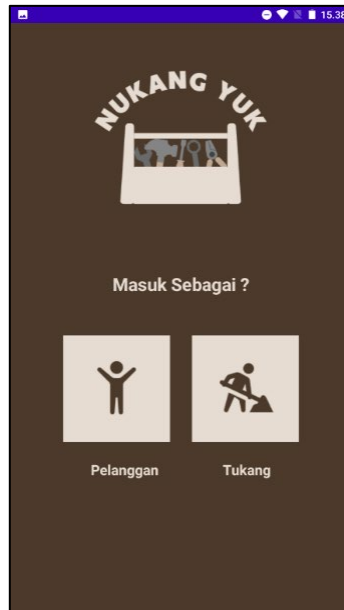 15.38
NUKANG YUK
Masuk Sebagai ?
Pelanggan
Tukang